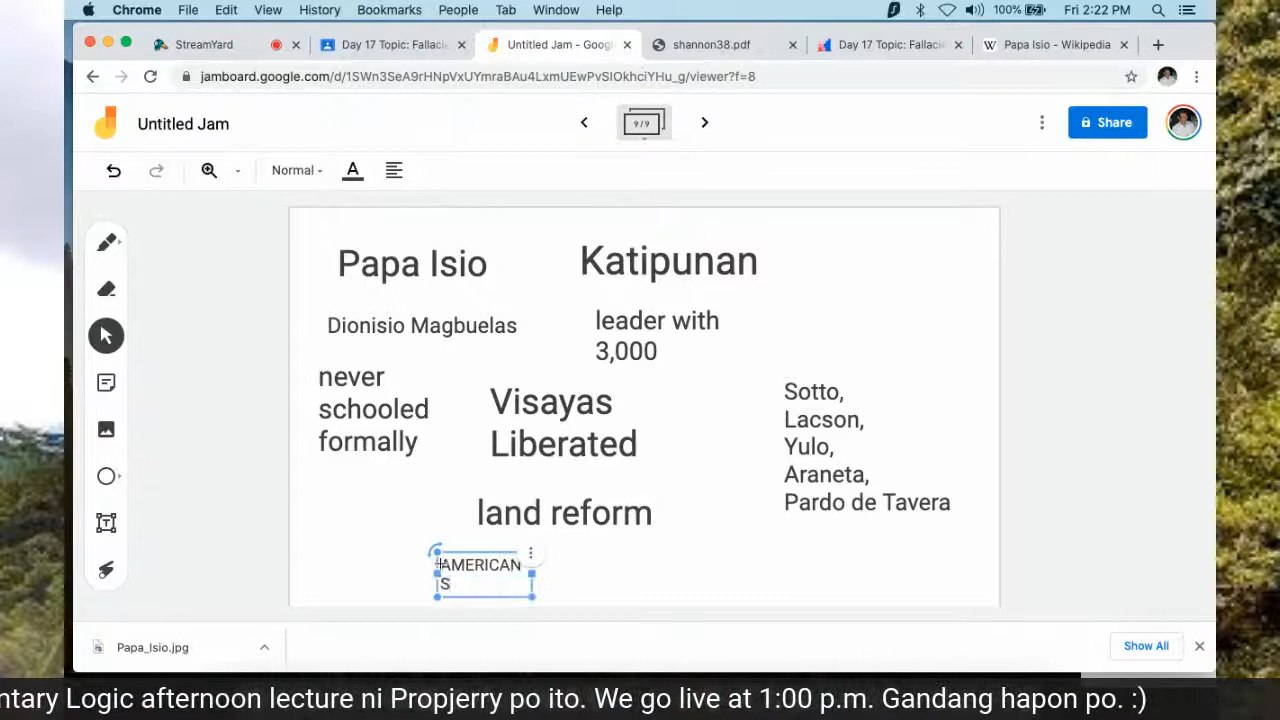 Chrome File Edit View History Bookmarks People Tab Window Help 100% Fri 2:22 PM
StreamYard Day 17 Topic: Fallaci Untitled Jam - Goog shannon38.pdf Day 17 Topic: Fallaci Papa Isio - Wikipedia
jamboard.google.com/d/1SWn3SeA9rHNpVxUYmraBAu4LxmUEwPvSIOkhciYHu_g/viewer?f=8
Untitled Jam 9/9 Share
Normal A
Papa Isio
Katipunan
Dionisio Magbuelas
leader with
3,000
never
schooled
formally
Visayas
Liberated
Sotto,
Lacson,
Yulo,
Araneta,
Pardo de Tavera
land reform
AMERICAN
S
Papa_Isio.jpg Show All
ntary Logic afternoon lecture ni Propjerry po ito. We go live at 1:00 p.m. Gandang hapon po. :)